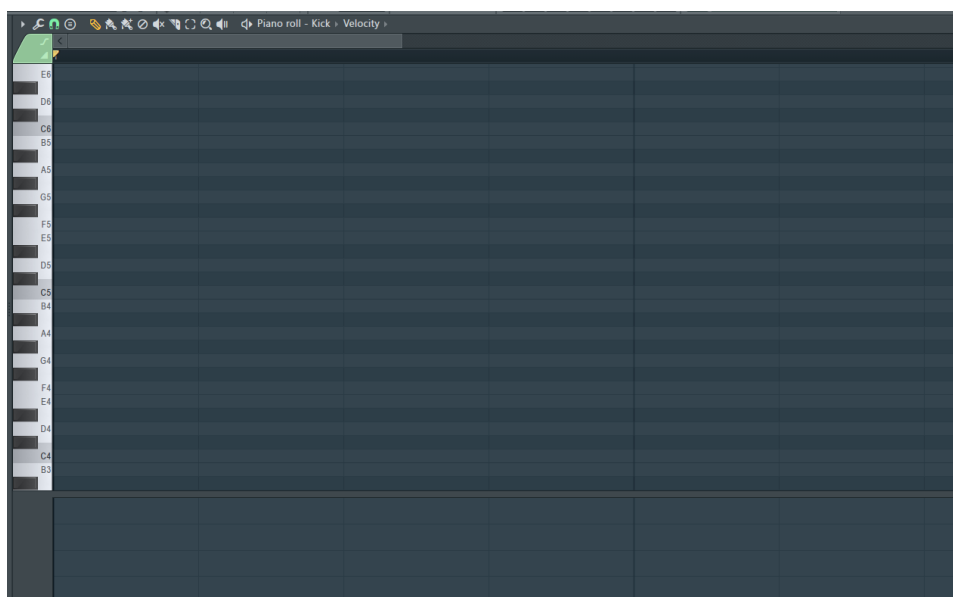 Piano roll - Kick › Velocity ›
E6
D6
C6
B5
A5
G5
F5
E5
D5
C5
B4
A4
G4
F4
E4
D4
C4
B3